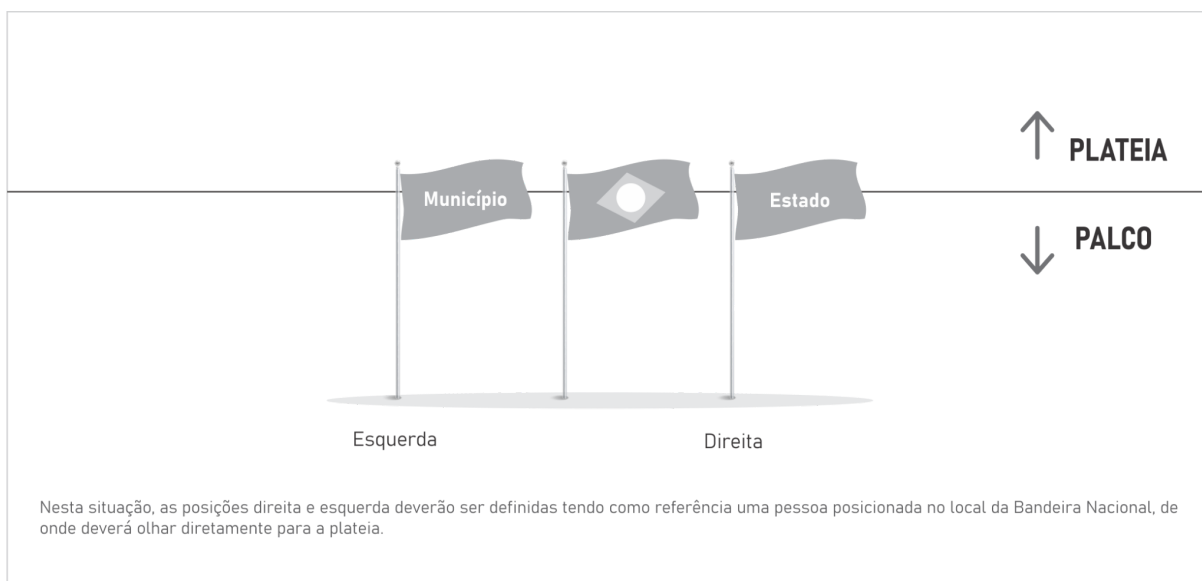 PLATEIA
Município
Estado
PALCO
Esquerda
Direita
Nesta situação, as posições direita e esquerda deverão ser definidas tendo como referência uma pessoa posicionada no local da Bandeira Nacional, de
onde deverá olhar diretamente para a plateia.